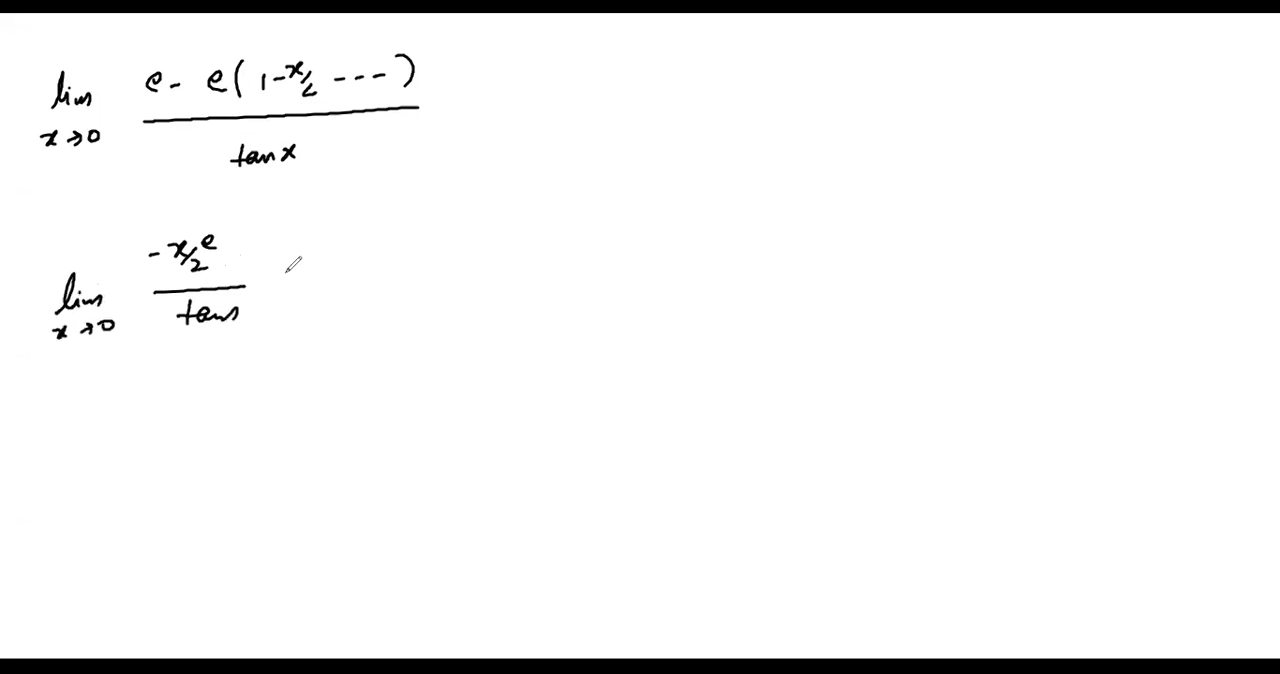 lim x→0 e - e(1 - x/2 ---) / tan x
lim x→0 -x/2 e / tan